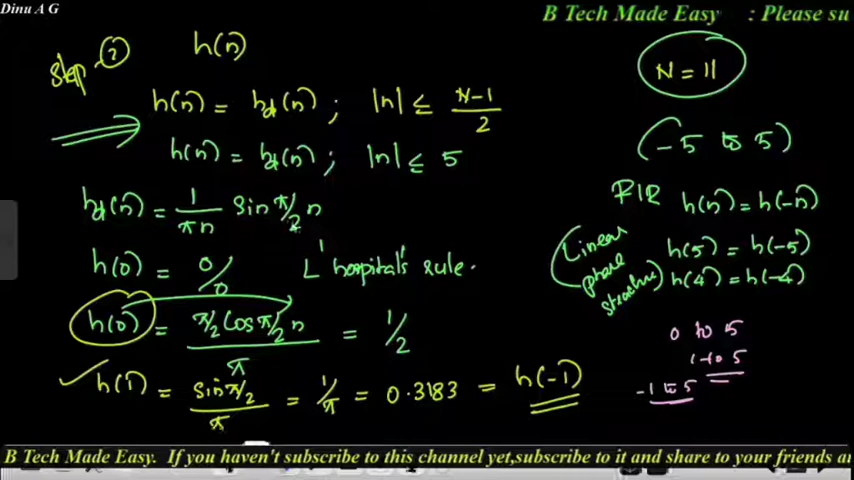 Dinu A G
B Tech Made Easy : Please su
Step ②
h(n)
h(n) = hd(n) ; |n| ≤ N-1/2
h(n) = hd(n) ; |n| ≤ 5
hd(n) = 1/πn sin π/2 n
h(0) = 0/0 L'hospital's rule.
h(0) = π/2 Cos π/2 n / π = 1/2
h(1) = sin π/2 / π = 1/π = 0.3183 = h(-1)
N = 11
(-5 to 5)
FIR h(n) = h(-n)
(Linear phase structure)
h(5) = h(-5)
h(4) = h(-4)
0 to 5
1 to 5
-1 to 5
B Tech Made Easy. If you haven't subscribe to this channel yet,subscribe to it and share to your friends a